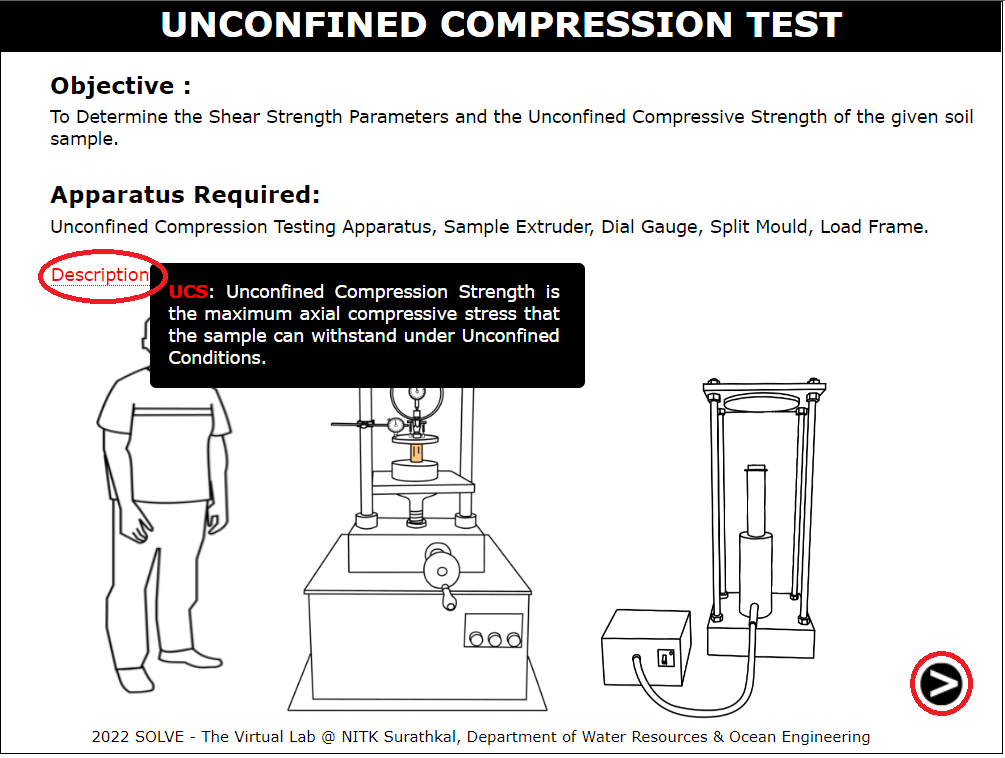 UNCONFINED COMPRESSION TEST
Objective :
To Determine the Shear Strength Parameters and the Unconfined Compressive Strength of the given soil
sample.
Apparatus Required:
Unconfined Compression Testing Apparatus, Sample Extruder, Dial Gauge, Split Mould, Load Frame.
Description
UCS: Unconfined Compression Strength is
the maximum axial compressive stress that
the sample can withstand under Unconfined
Conditions.
2022 SOLVE - The Virtual Lab @ NITK Surathkal, Department of Water Resources & Ocean Engineering